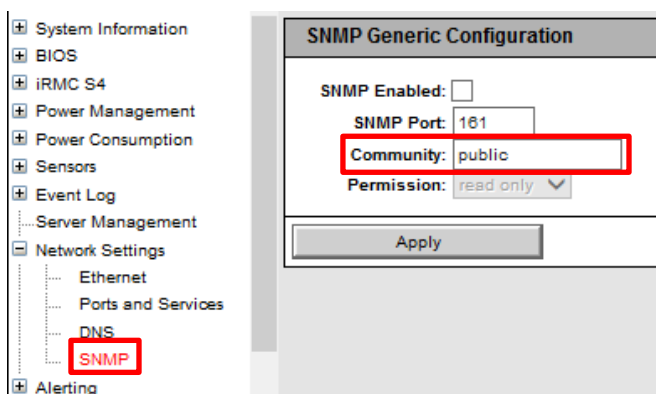 System Information
BIOS
iRMC S4
Power Management
Power Consumption
Sensors
Event Log
Server Management
Network Settings
Ethernet
Ports and Services
DNS
SNMP
Alerting
SNMP Generic Configuration
SNMP Enabled:
SNMP Port: 161
Community: public
Permission: read only
Apply